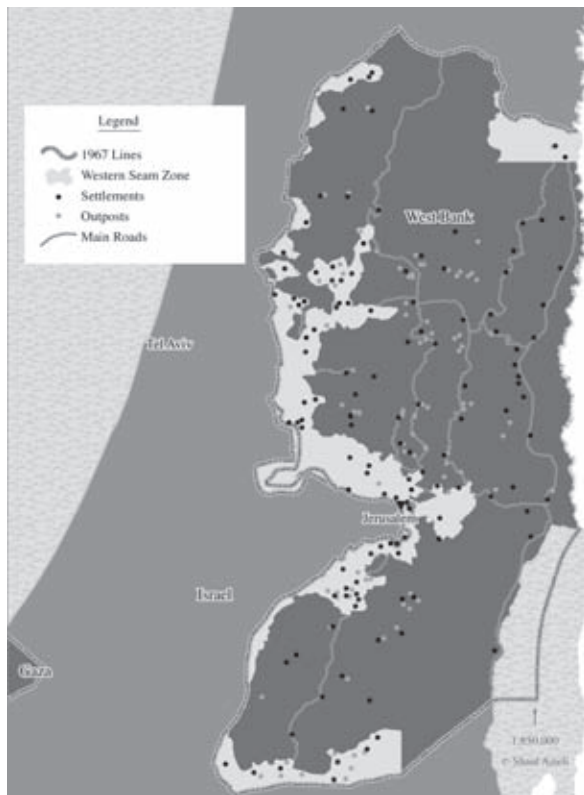 Legend
1967 Lines
Western Seam Zone
Settlements
Outposts
Main Roads
West Bank
Tel Aviv
Jerusalem
Israel
Gaza
1:850,000
© Shaul Arieli